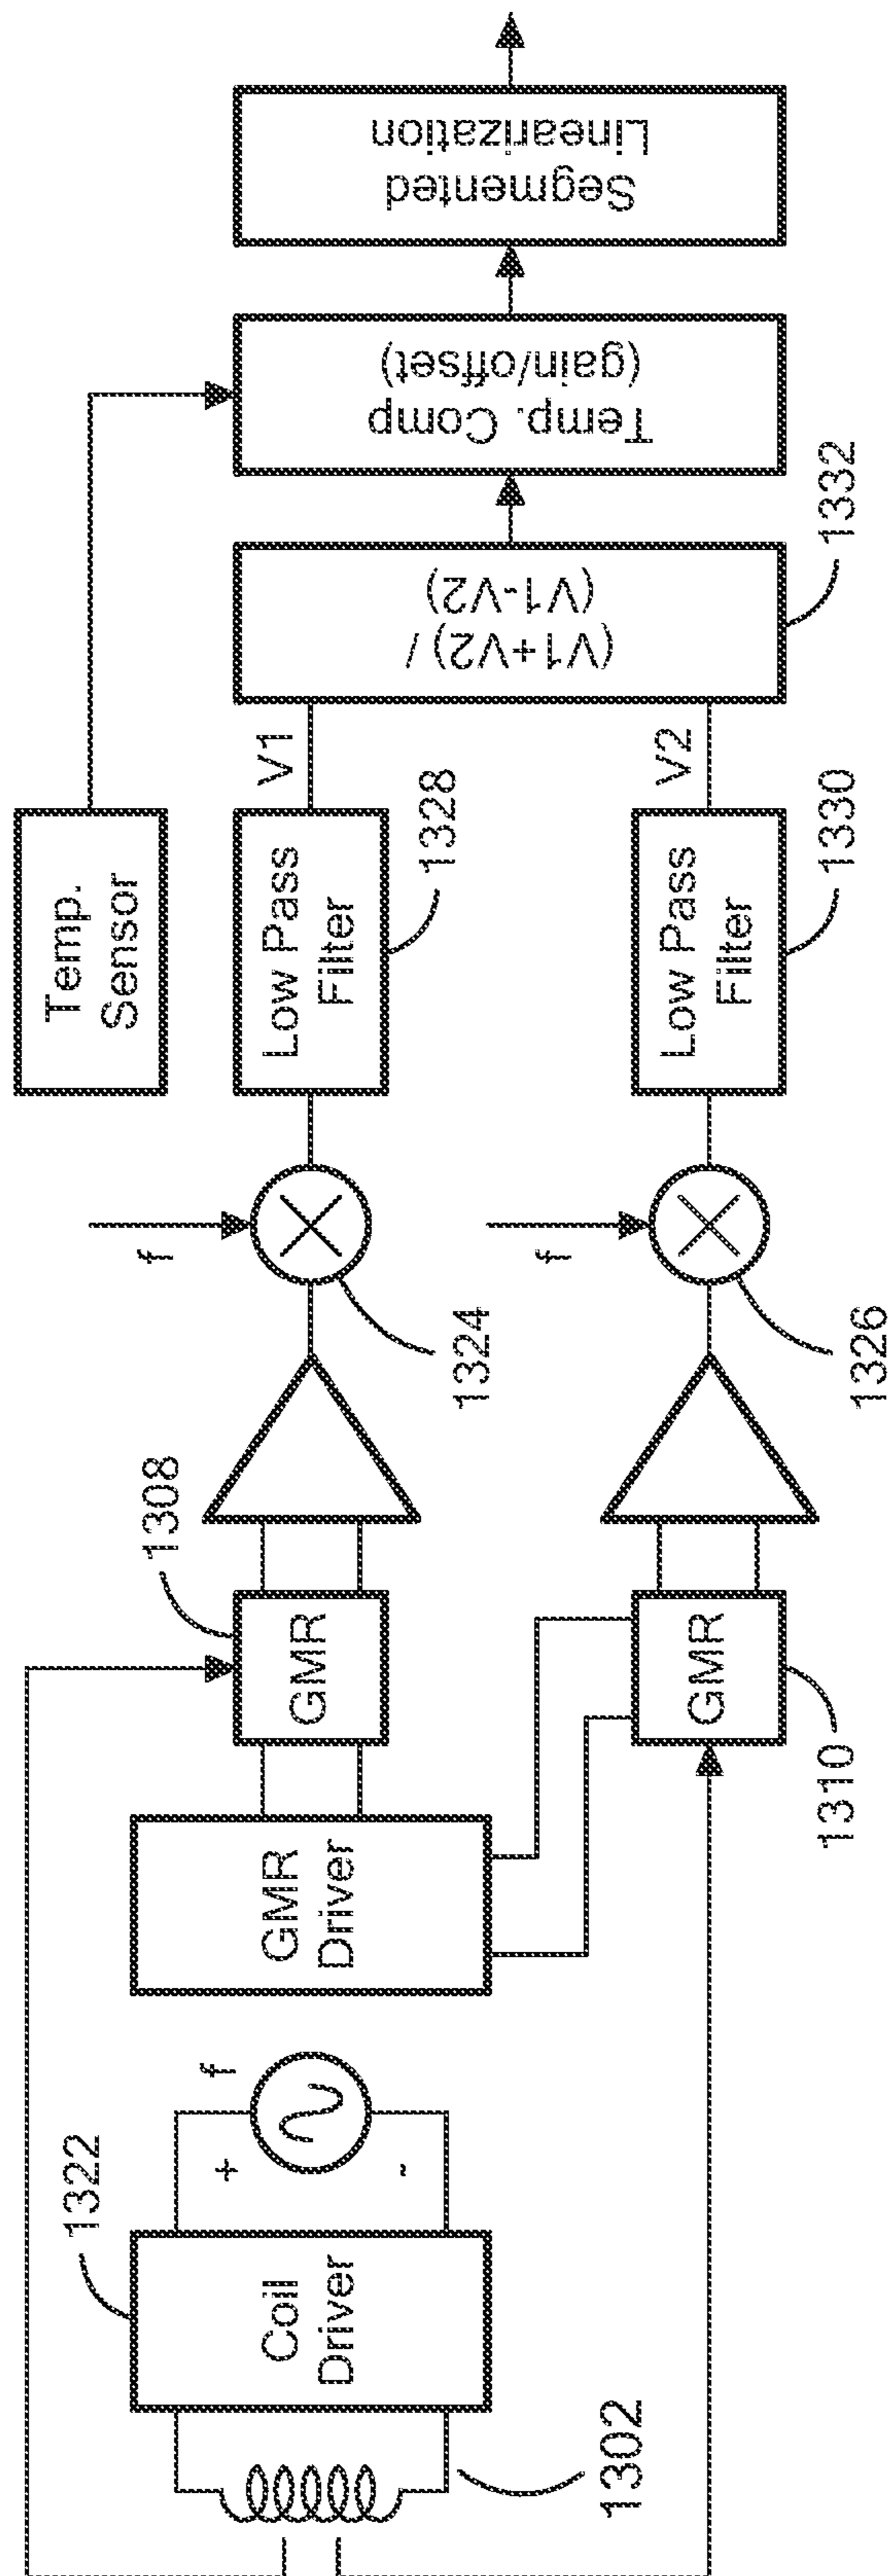 1322
Coil
Driver
1302
f
+
-
GMR
Driver
1308
GMR
GMR
1310
f
1324
f
1326
Temp.
Sensor
Low Pass
Filter
1328
Low Pass
Filter
1330
V1
V2
(V1+V2) /
(V1-V2)
1332
Temp. Comp
(gain/offset)
Segmented
Linearization